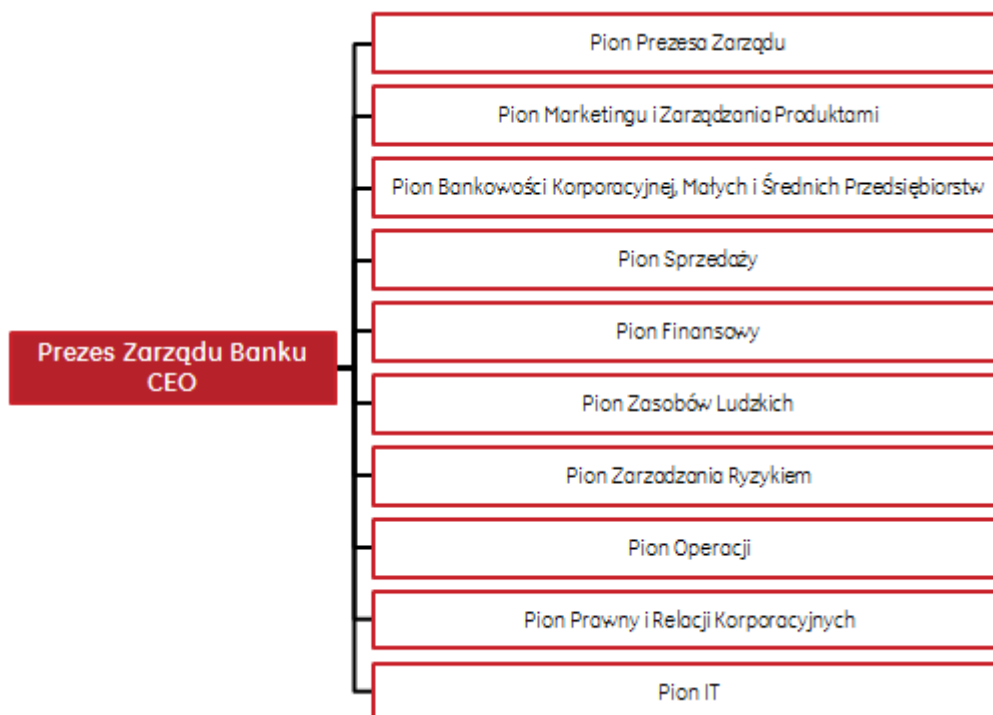 Pion Prezesa Zarządu
Pion Marketingu i Zarządzania Produktami
Pion Bankowości Korporacyjnej, Małych i Średnich Przedsiębiorstw
Pion Sprzedaży
Pion Finansowy
Prezes Zarządu Banku
CEO
Pion Zasobów Ludzkich
Pion Zarzadzania Ryzykiem
Pion Operacji
Pion Prawny i Relacji Korporacyjnych
Pion IT